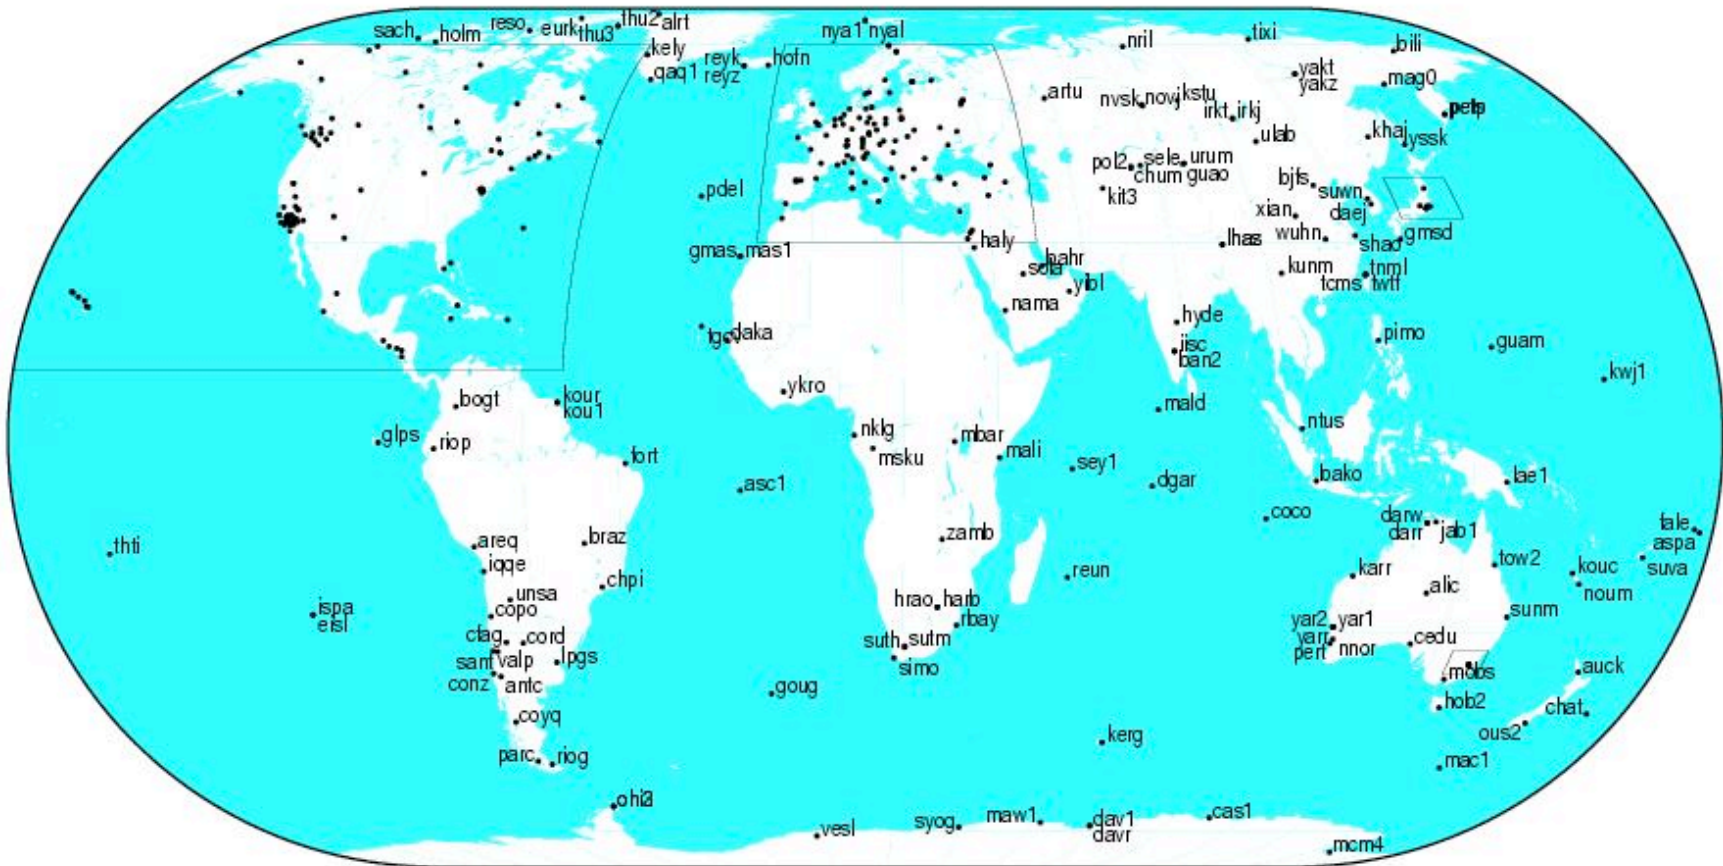 sach
holm
reso
eurk
thu2
thu3
alrt
kely
qaq1
reyk
reyz
hofn
nya1
nyal
nril
tixi
bili
yakt
yakz
mag0
artu
nvsk
novj
kstu
irkt
irkj
ulab
khaj
yssk
pol2
sele
chum
urum
guao
kit3
bjfs
suwn
daej
xian
wuhn
shao
gmsd
pdel
gmas
mas1
haly
bahr
sola
yibl
nama
lhas
kunm
tnml
tcms
twtf
hyde
iisc
ban2
pimo
guam
kwj1
daka
ykro
bogt
kour
kou1
glps
riop
fort
nklg
msku
mbar
mali
mald
sey1
dgar
asc1
ntus
bako
lae1
coco
darw
darr
jab1
fale
aspa
suva
thti
areq
iqqe
braz
chpi
zamb
reun
karr
alic
tow2
kouc
noum
ispa
eisl
unsa
copo
cfag
cord
sant
valp
lpgs
conz
antc
hrao
harb
rbay
suth
sutm
simo
yar2
yar1
yarr
pert
nnor
cedu
sunm
mobs
auck
hob2
chat
ous2
goug
coyq
parc
riog
kerg
mac1
vesl
syog
maw1
dav1
davr
cas1
mcm4